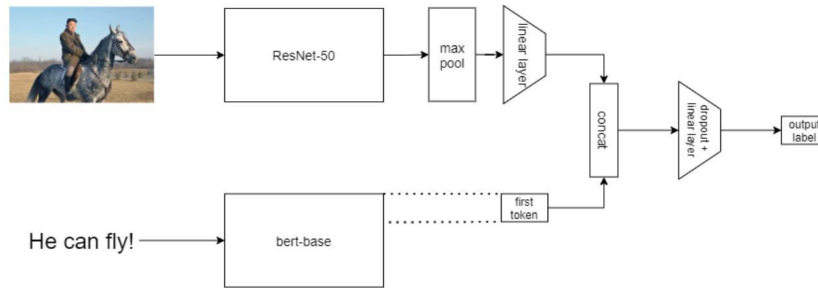 ResNet-50
max
pool
linear layer
concat
dropout +
linear layer
output
label
He can fly!
bert-base
first
token